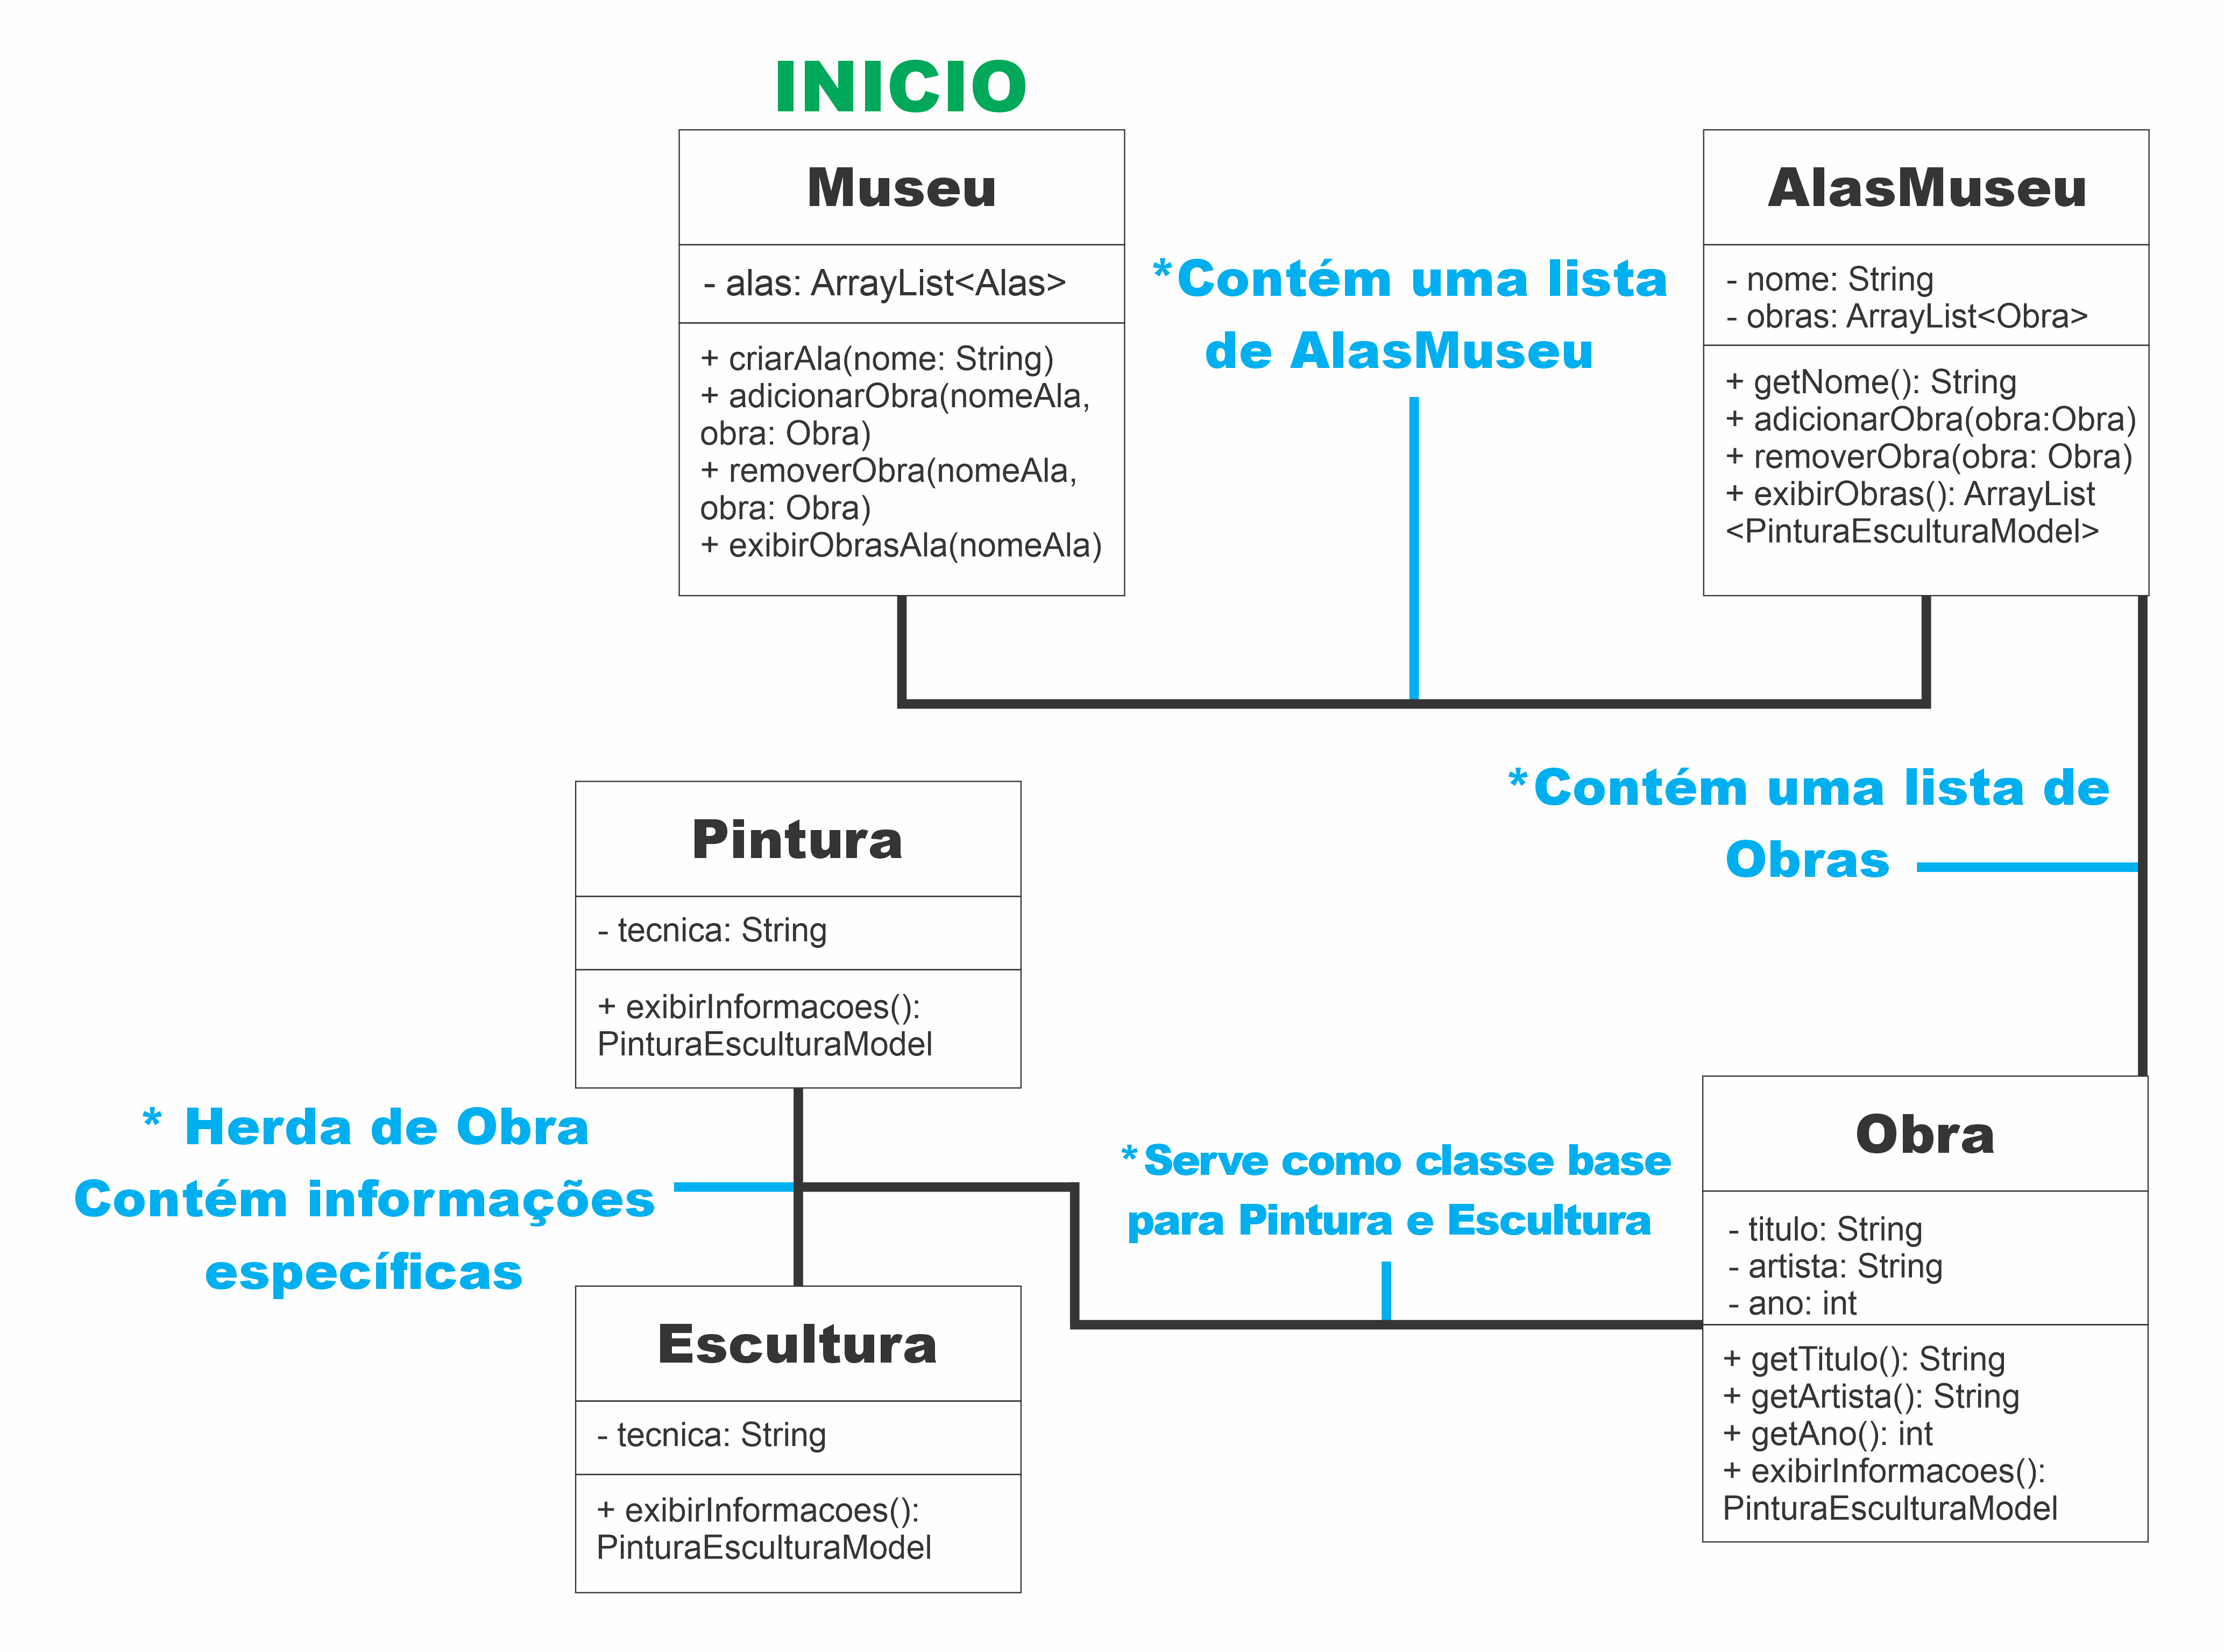 INICIO
Museu
- alas: ArrayList<Alas>
+ criarAla(nome: String)
+ adicionarObra(nomeAla,
obra: Obra)
+ removerObra(nomeAla,
obra: Obra)
+ exibirObrasAla(nomeAla)
*Contém uma lista
de AlasMuseu
AlasMuseu
- nome: String
- obras: ArrayList<Obra>
+ getNome(): String
+ adicionarObra(obra:Obra)
+ removerObra(obra: Obra)
+ exibirObras(): ArrayList
<PinturaEsculturaModel>
*Contém uma lista de
Obras
Pintura
- tecnica: String
+ exibirInformacoes():
PinturaEsculturaModel
* Herda de Obra
Contém informações
específicas
Escultura
- tecnica: String
+ exibirInformacoes():
PinturaEsculturaModel
*Serve como classe base
para Pintura e Escultura
Obra
- titulo: String
- artista: String
- ano: int
+ getTitulo(): String
+ getArtista(): String
+ getAno(): int
+ exibirInformacoes():
PinturaEsculturaModel